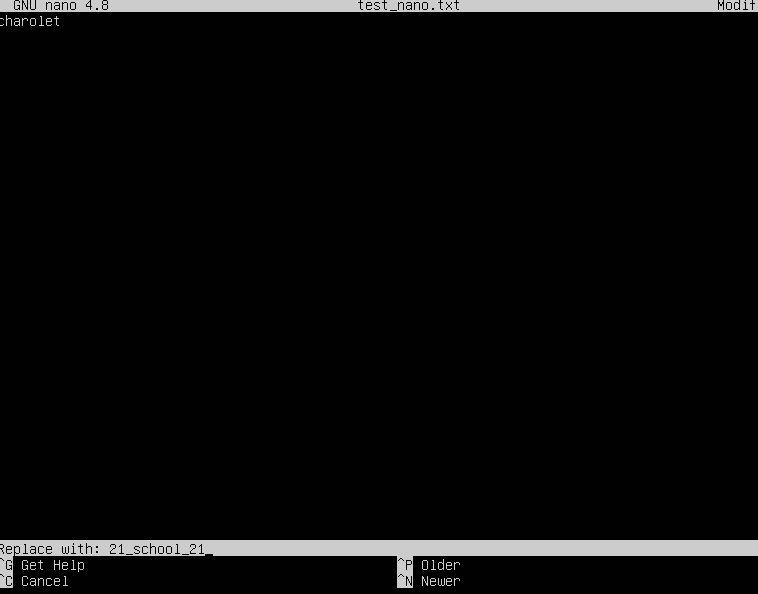 GNU nano 4.8 test_nano.txt Modif
charolet
Replace with: 21_school_21_
^G Get Help ^P Older
^C Cancel ^N Newer